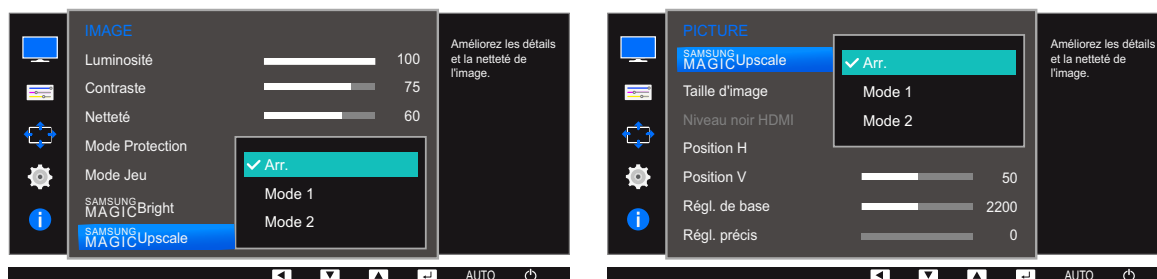 IMAGE
Luminosité 100
Contraste 75
Netteté 60
Mode Protection
Mode Jeu
SAMSUNG
MAGICBright
SAMSUNG
MAGICUpscale
Arr.
Mode 1
Mode 2
Améliorez les détails
et la netteté de
l'image.
AUTO
PICTURE
SAMSUNG
MAGICUpscale
Taille d'image
Niveau noir HDMI
Position H
Position V 50
Régl. de base 2200
Régl. précis 0
Arr.
Mode 1
Mode 2
Améliorez les détails
et la netteté de
l'image.
AUTO